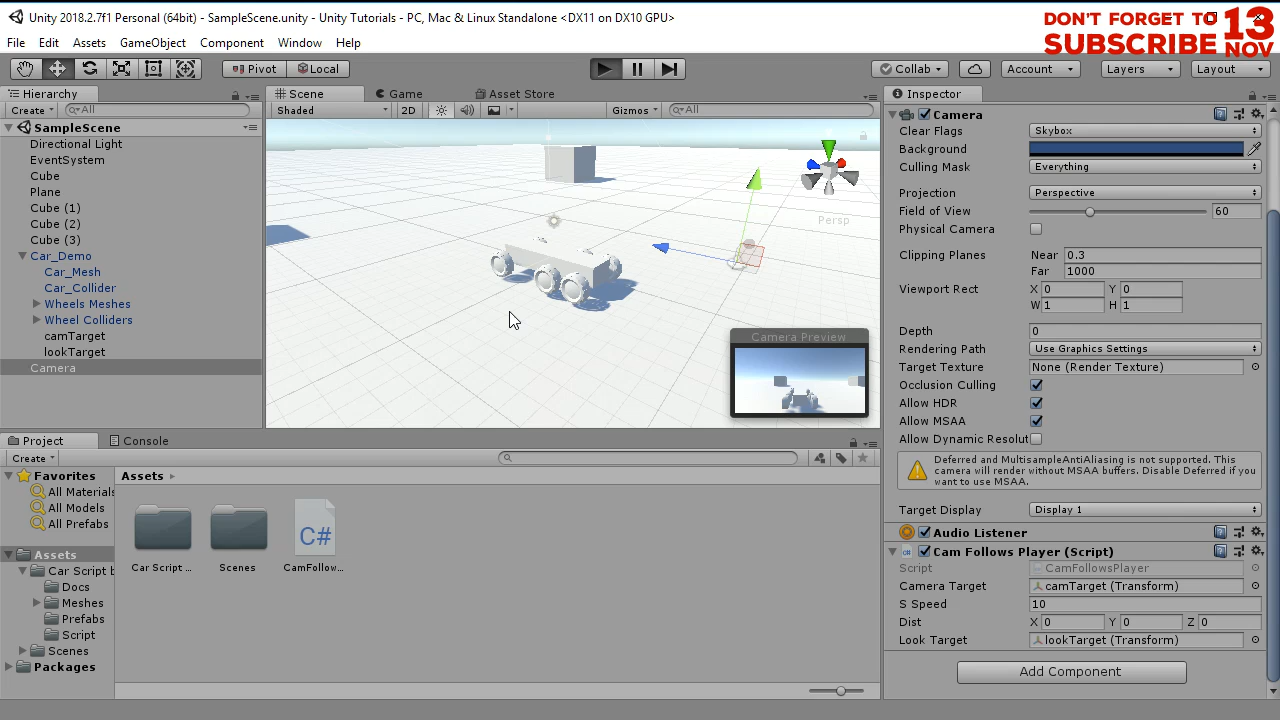 Unity 2018.2.7f1 Personal (64bit) - SampleScene.unity - Unity Tutorials - PC, Mac & Linux Standalone <DX11 on DX10 GPU>
DON'T FORGET TO
SUBSCRIBE
13
NOV
File Edit Assets GameObject Component Window Help
Pivot Local Collab Account Layers Layout
Hierarchy
Create All
SampleScene
Directional Light
EventSystem
Cube
Plane
Cube (1)
Cube (2)
Cube (3)
Car_Demo
Car_Mesh
Car_Collider
Wheels Meshes
Wheel Colliders
camTarget
lookTarget
Camera
Scene Game Asset Store
Shaded 2D Gizmos All
Persp
Camera Preview
Project Console
Create
Favorites
All Materials
All Models
All Prefabs
Assets
Car Script b
Docs
Meshes
Prefabs
Script
Scenes
Packages
Assets
Car Script ...
Scenes
C#
CamFollow...
Inspector
Camera
Clear Flags Skybox
Background
Culling Mask Everything
Projection Perspective
Field of View 60
Physical Camera
Clipping Planes Near 0.3
Far 1000
Viewport Rect X 0 Y 0
W 1 H 1
Depth 0
Rendering Path Use Graphics Settings
Target Texture None (Render Texture)
Occlusion Culling
Allow HDR
Allow MSAA
Allow Dynamic Resolut
Deferred and MultisampleAntiAliasing is not supported. This
camera will render without MSAA buffers. Disable Deferred if you
want to use MSAA.
Target Display Display 1
Audio Listener
Cam Follows Player (Script)
Script CamFollowsPlayer
Camera Target camTarget (Transform)
S Speed 10
Dist X 0 Y 0 Z 0
Look Target lookTarget (Transform)
Add Component